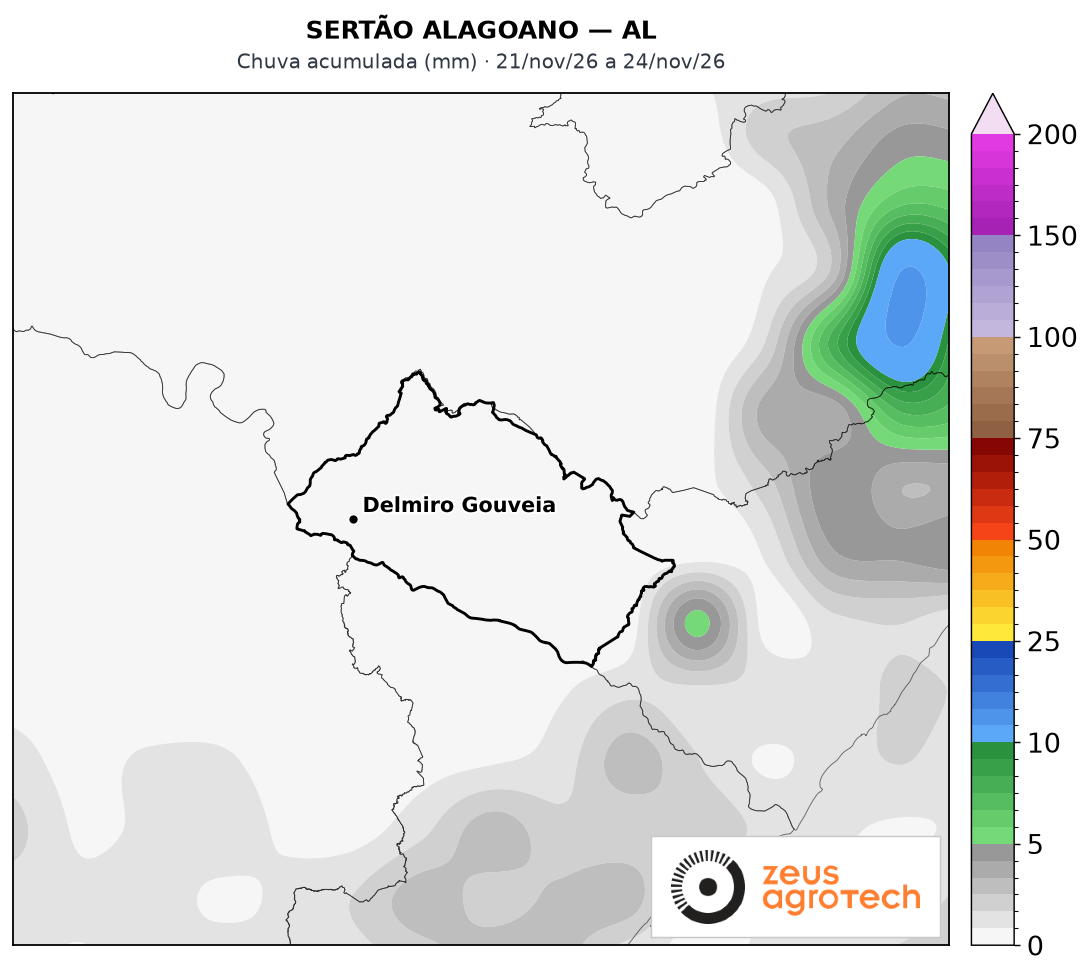 SERTÃO ALAGOANO — AL
Chuva acumulada (mm) · 21/nov/26 a 24/nov/26
200
150
100
75
50
25
10
5
0
Delmiro Gouveia
zeus
agrotech